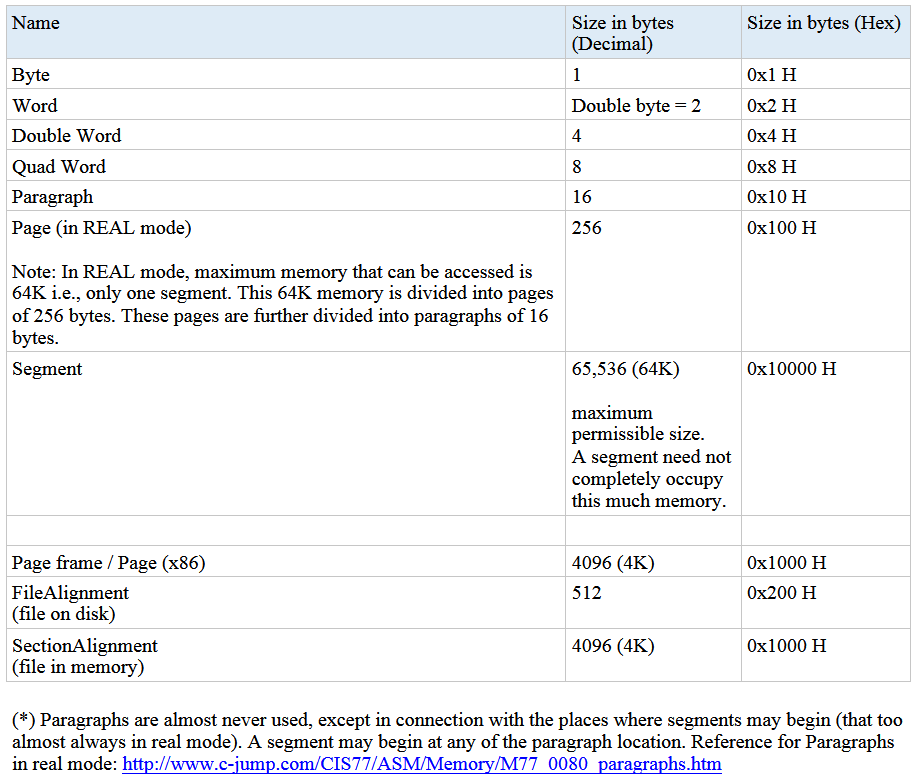 Name
Size in bytes
(Decimal)
Size in bytes (Hex)
Byte
1
0x1 H
Word
Double byte = 2
0x2 H
Double Word
4
0x4 H
Quad Word
8
0x8 H
Paragraph
16
0x10 H
Page (in REAL mode)
256
0x100 H
Note: In REAL mode, maximum memory that can be accessed is
64K i.e., only one segment. This 64K memory is divided into pages
of 256 bytes. These pages are further divided into paragraphs of 16
bytes.
Segment
65,536 (64K)
0x10000 H
maximum
permissible size.
A segment need not
completely occupy
this much memory.
Page frame / Page (x86)
4096 (4K)
0x1000 H
FileAlignment
(file on disk)
512
0x200 H
SectionAlignment
(file in memory)
4096 (4K)
0x1000 H
(*) Paragraphs are almost never used, except in connection with the places where segments may begin (that too
almost always in real mode). A segment may begin at any of the paragraph location. Reference for Paragraphs
in real mode: http://www.c-jump.com/CIS77/ASM/Memory/M77_0080_paragraphs.htm